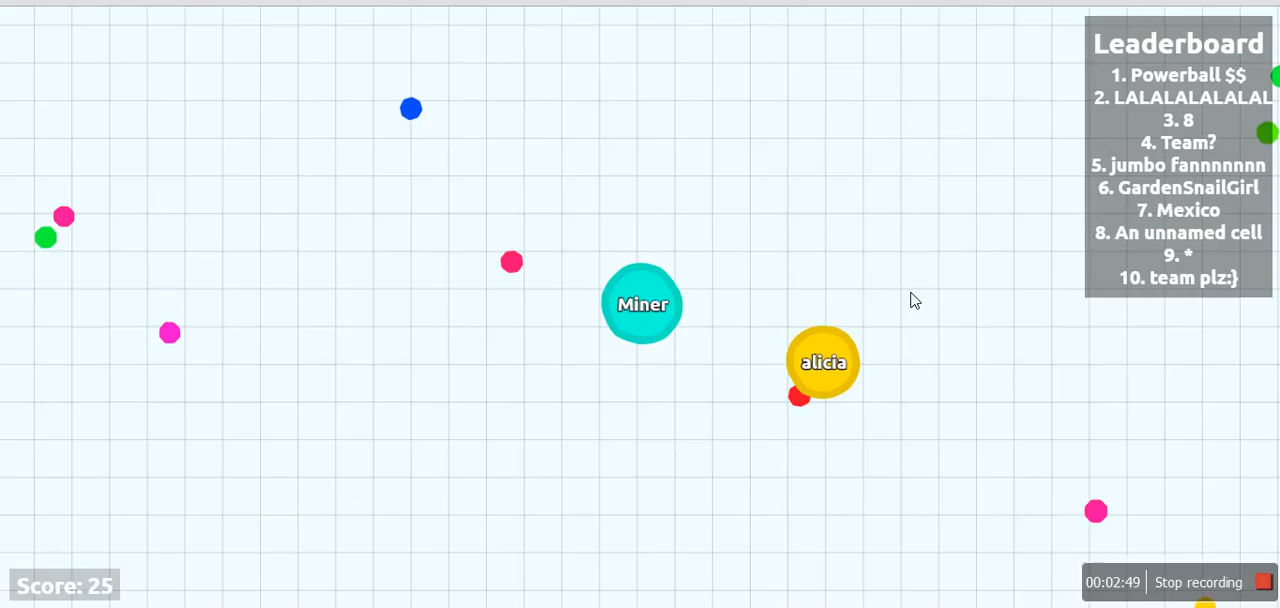 Leaderboard
1. Powerball $$
2. LALALALALALAL
3. 8
4. Team?
5. jumbo fannnnnnn
6. GardenSnailGirl
7. Mexico
8. An unnamed cell
9. *
10. team plz:}
Miner
alicia
Score: 25
00:02:49 Stop recording